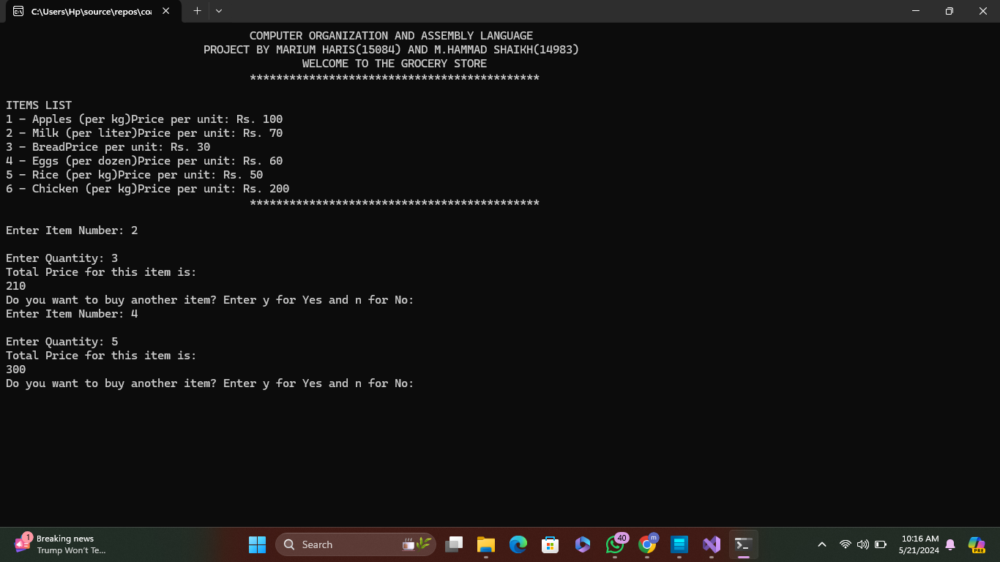 C:\Users\Hp\source\repos\coa
COMPUTER ORGANIZATION AND ASSEMBLY LANGUAGE
PROJECT BY MARIUM HARIS(15084) AND M.HAMMAD SHAIKH(14983)
WELCOME TO THE GROCERY STORE
********************************************
ITEMS LIST
1 - Apples (per kg)Price per unit: Rs. 100
2 - Milk (per liter)Price per unit: Rs. 70
3 - BreadPrice per unit: Rs. 30
4 - Eggs (per dozen)Price per unit: Rs. 60
5 - Rice (per kg)Price per unit: Rs. 50
6 - Chicken (per kg)Price per unit: Rs. 200
********************************************
Enter Item Number: 2
Enter Quantity: 3
Total Price for this item is:
210
Do you want to buy another item? Enter y for Yes and n for No:
Enter Item Number: 4
Enter Quantity: 5
Total Price for this item is:
300
Do you want to buy another item? Enter y for Yes and n for No:
1
Breaking news
Trump Won't Te...
Search
40
m
10:16 AM
5/21/2024
PRE